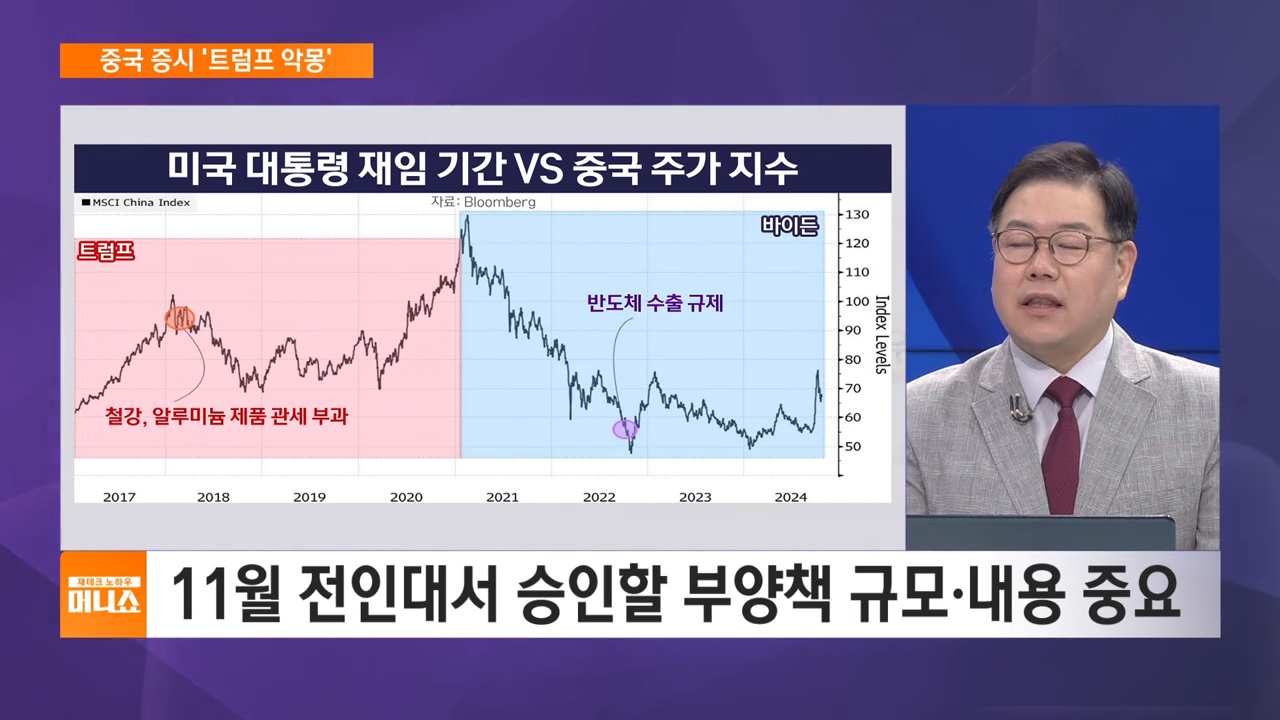 중국 증시 '트럼프 악몽'
미국 대통령 재임 기간 VS 중국 주가 지수
MSCI China Index
자료: Bloomberg
트럼프
바이든
130
120
110
100
90
80
70
60
50
Index Levels
반도체 수출 규제
철강, 알루미늄 제품 관세 부과
2017 2018 2019 2020 2021 2022 2023 2024
재테크 노하우
머니쇼
11월 전인대서 승인할 부양책 규모·내용 중요